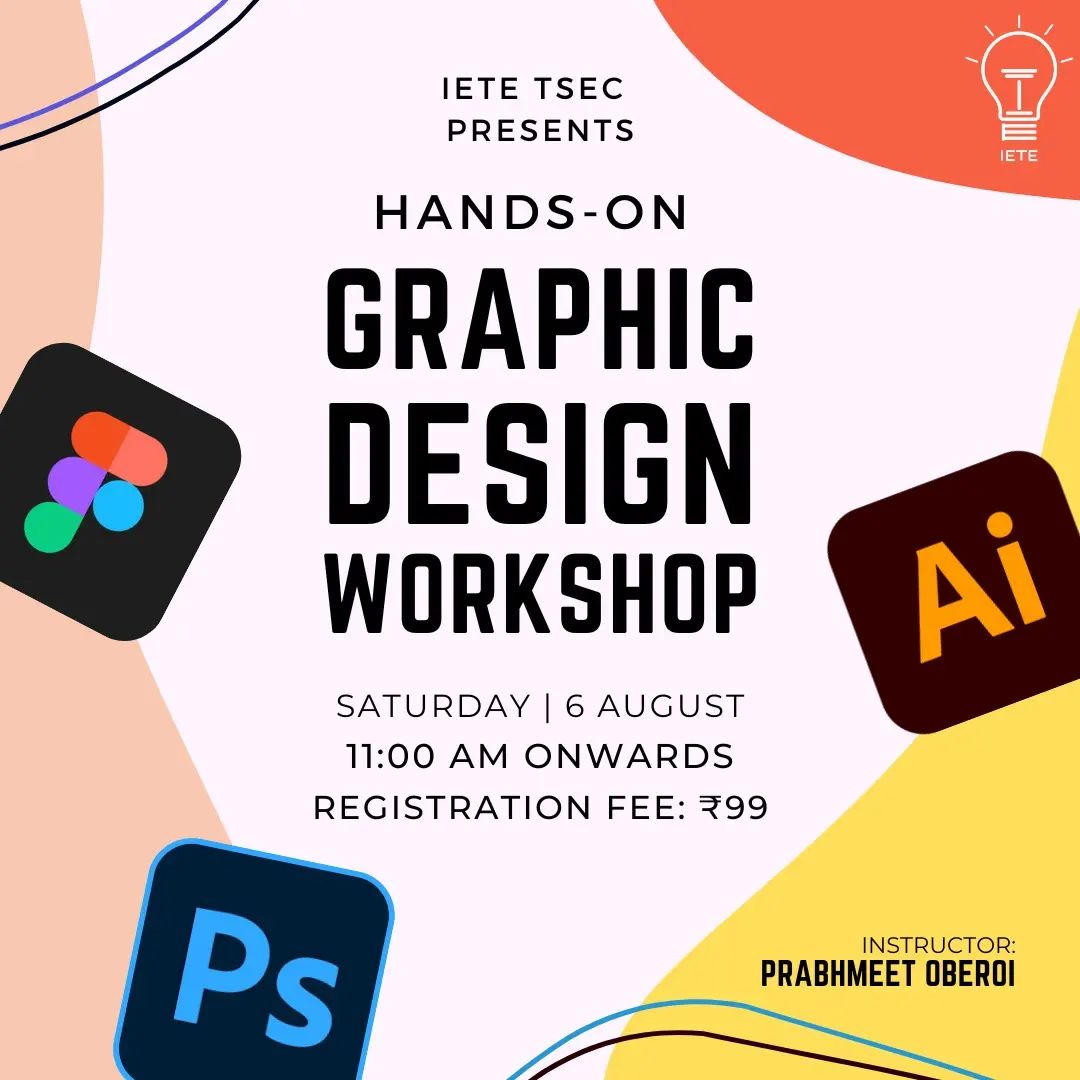 IETE TSEC
PRESENTS
IETE
HANDS-ON
GRAPHIC
DESIGN
WORKSHOP
Ai
SATURDAY | 6 AUGUST
11:00 AM ONWARDS
REGISTRATION FEE: ₹99
Ps
INSTRUCTOR:
PRABHMEET OBEROI